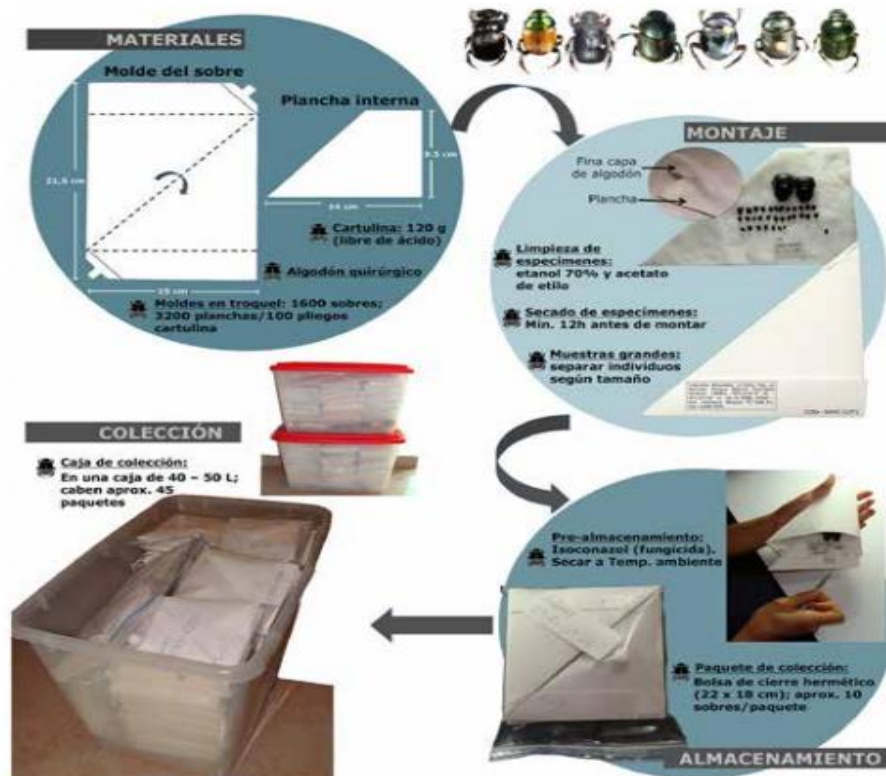 MATERIALES
Molde del sobre
Plancha interna
21,5 cm
9.5 cm
14 cm
15 cm
Cartulina: 120 g
(libre de ácido)
Algodón quirúrgico
Moldes en troquel: 1600 sobres;
3200 planchas/100 pliegos
cartulina
MONTAJE
Fina capa
de algodón
Plancha
Limpieza de
especímenes:
etanol 70% y acetato
de etilo
Secado de especímenes:
Min. 12h antes de montar
Muestras grandes:
separar individuos
según tamaño
COLECCIÓN
Caja de colección:
En una caja de 40 – 50 L;
caben aprox. 45
paquetes
Pre-almacenamiento:
Isoconazol (fungicida).
Secar a Temp. ambiente
Paquete de colección:
Bolsa de cierre hermético
(22 x 18 cm); aprox. 10
sobres/paquete
ALMACENAMIENTO